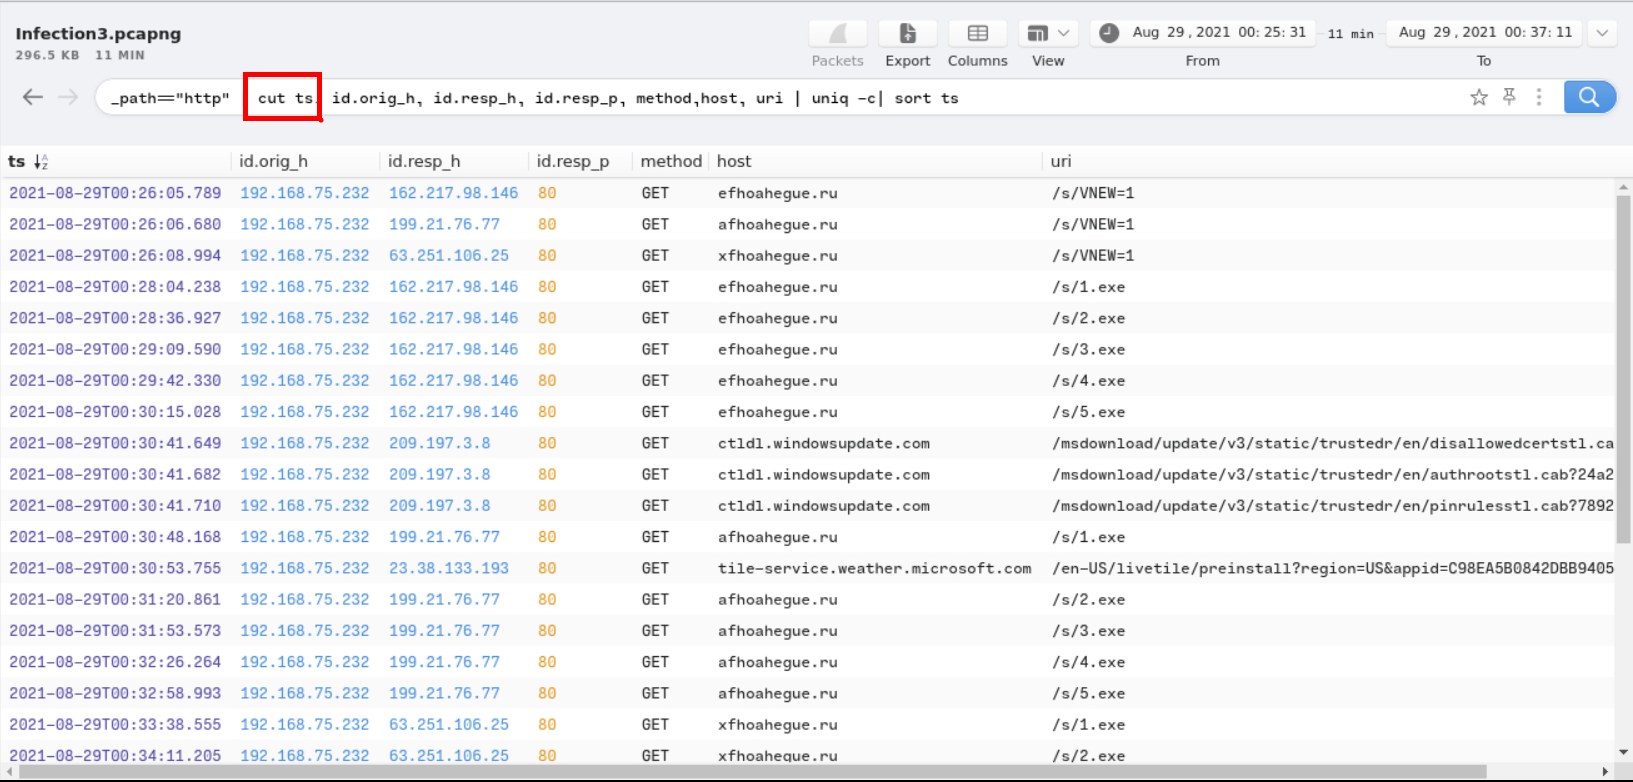 Infection3.pcapng
296.5 KB 11 MIN
Packets Export Columns View
Aug 29 , 2021 00: 25: 31 11 min Aug 29 , 2021 00: 37: 11
From To
_path=="http" cut ts, id.orig_h, id.resp_h, id.resp_p, method,host, uri | uniq -c| sort ts
ts id.orig_h id.resp_h id.resp_p method host uri
2021-08-29T00:26:05.789 192.168.75.232 162.217.98.146 80 GET efhoahegue.ru /s/VNEW=1
2021-08-29T00:26:06.680 192.168.75.232 199.21.76.77 80 GET afhoahegue.ru /s/VNEW=1
2021-08-29T00:26:08.994 192.168.75.232 63.251.106.25 80 GET xfhoahegue.ru /s/VNEW=1
2021-08-29T00:28:04.238 192.168.75.232 162.217.98.146 80 GET efhoahegue.ru /s/1.exe
2021-08-29T00:28:36.927 192.168.75.232 162.217.98.146 80 GET efhoahegue.ru /s/2.exe
2021-08-29T00:29:09.590 192.168.75.232 162.217.98.146 80 GET efhoahegue.ru /s/3.exe
2021-08-29T00:29:42.330 192.168.75.232 162.217.98.146 80 GET efhoahegue.ru /s/4.exe
2021-08-29T00:30:15.028 192.168.75.232 162.217.98.146 80 GET efhoahegue.ru /s/5.exe
2021-08-29T00:30:41.649 192.168.75.232 209.197.3.8 80 GET ctldl.windowsupdate.com /msdownload/update/v3/static/trustedr/en/disallowedcertstl.ca
2021-08-29T00:30:41.682 192.168.75.232 209.197.3.8 80 GET ctldl.windowsupdate.com /msdownload/update/v3/static/trustedr/en/authrootstl.cab?24a2
2021-08-29T00:30:41.710 192.168.75.232 209.197.3.8 80 GET ctldl.windowsupdate.com /msdownload/update/v3/static/trustedr/en/pinrulesstl.cab?7892
2021-08-29T00:30:48.168 192.168.75.232 199.21.76.77 80 GET afhoahegue.ru /s/1.exe
2021-08-29T00:30:53.755 192.168.75.232 23.38.133.193 80 GET tile-service.weather.microsoft.com /en-US/livetile/preinstall?region=US&appid=C98EA5B0842DBB9405
2021-08-29T00:31:20.861 192.168.75.232 199.21.76.77 80 GET afhoahegue.ru /s/2.exe
2021-08-29T00:31:53.573 192.168.75.232 199.21.76.77 80 GET afhoahegue.ru /s/3.exe
2021-08-29T00:32:26.264 192.168.75.232 199.21.76.77 80 GET afhoahegue.ru /s/4.exe
2021-08-29T00:32:58.993 192.168.75.232 199.21.76.77 80 GET afhoahegue.ru /s/5.exe
2021-08-29T00:33:38.555 192.168.75.232 63.251.106.25 80 GET xfhoahegue.ru /s/1.exe
2021-08-29T00:34:11.205 192.168.75.232 63.251.106.25 80 GET xfhoahegue.ru /s/2.exe